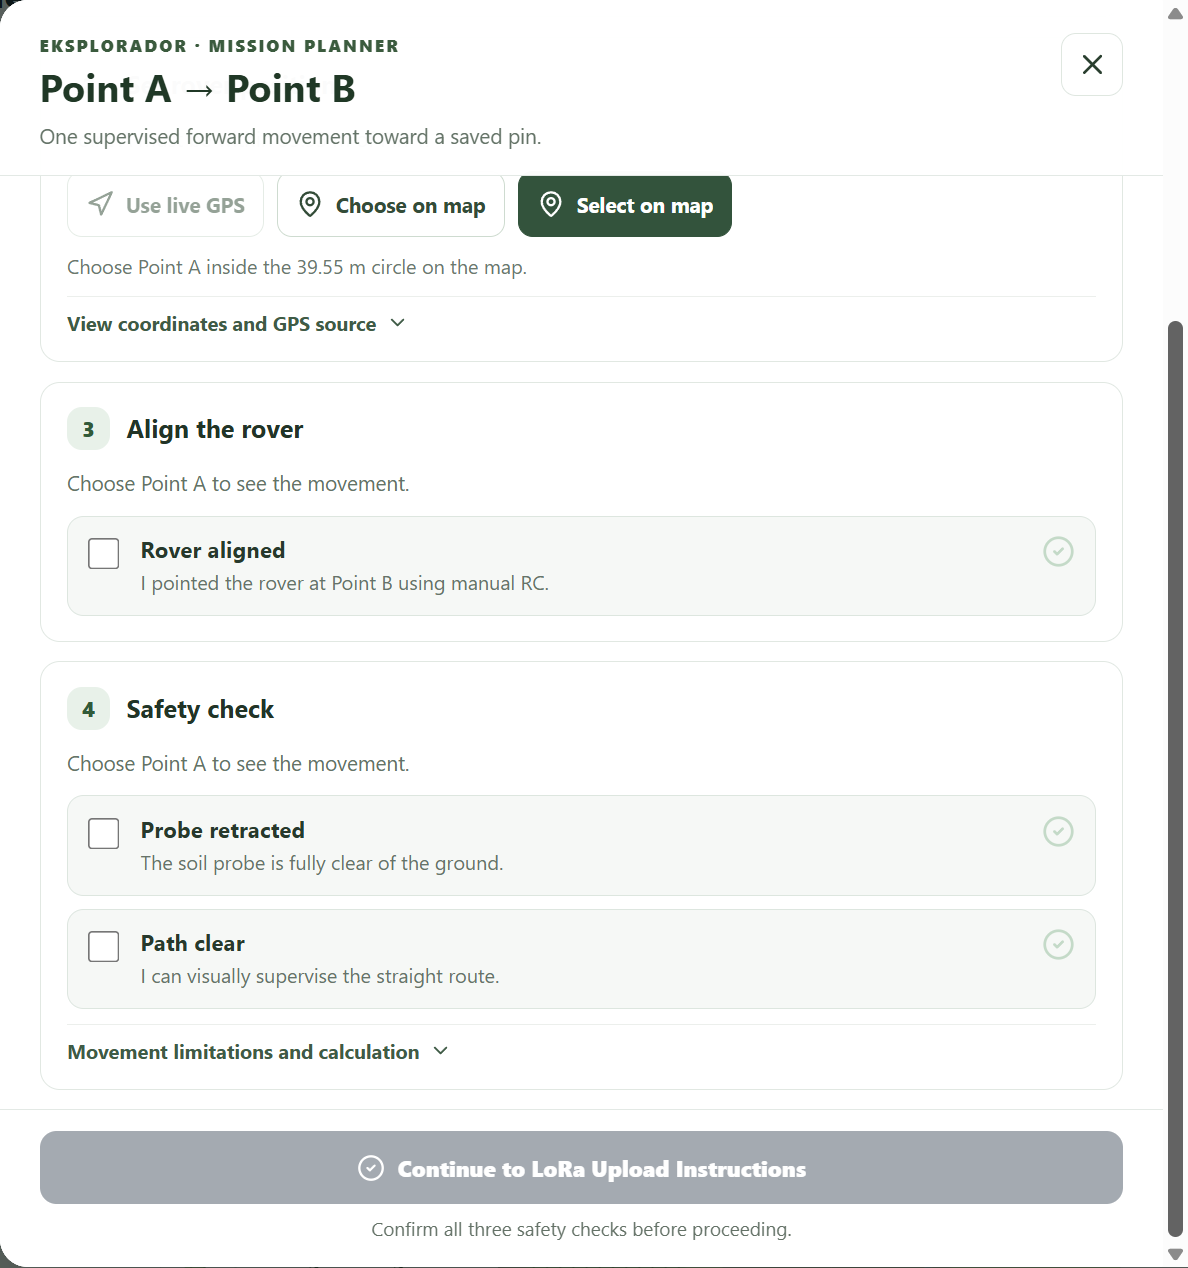 EKSPLORADOR · MISSION PLANNER
Point A → Point B
One supervised forward movement toward a saved pin.
Use live GPS
Choose on map
Select on map
Choose Point A inside the 39.55 m circle on the map.
View coordinates and GPS source
3
Align the rover
Choose Point A to see the movement.
Rover aligned
I pointed the rover at Point B using manual RC.
4
Safety check
Choose Point A to see the movement.
Probe retracted
The soil probe is fully clear of the ground.
Path clear
I can visually supervise the straight route.
Movement limitations and calculation
Continue to LoRa Upload Instructions
Confirm all three safety checks before proceeding.